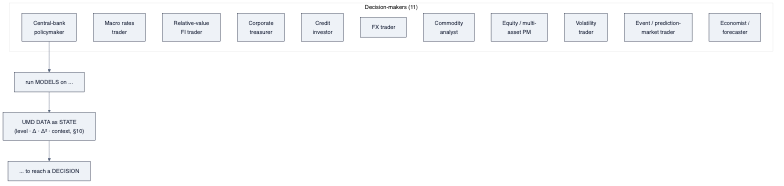 Decision-makers (11)
Central-bank
policymaker
Macro rates
trader
Relative-value
FI trader
Corporate
treasurer
Credit
investor
FX trader
Commodity
analyst
Equity / multi-
asset PM
Volatility
trader
Event / prediction-
market trader
Economist /
forecaster
run MODELS on ...
UMD DATA as STATE
(level · Δ · Δ² · context, §10)
... to reach a DECISION